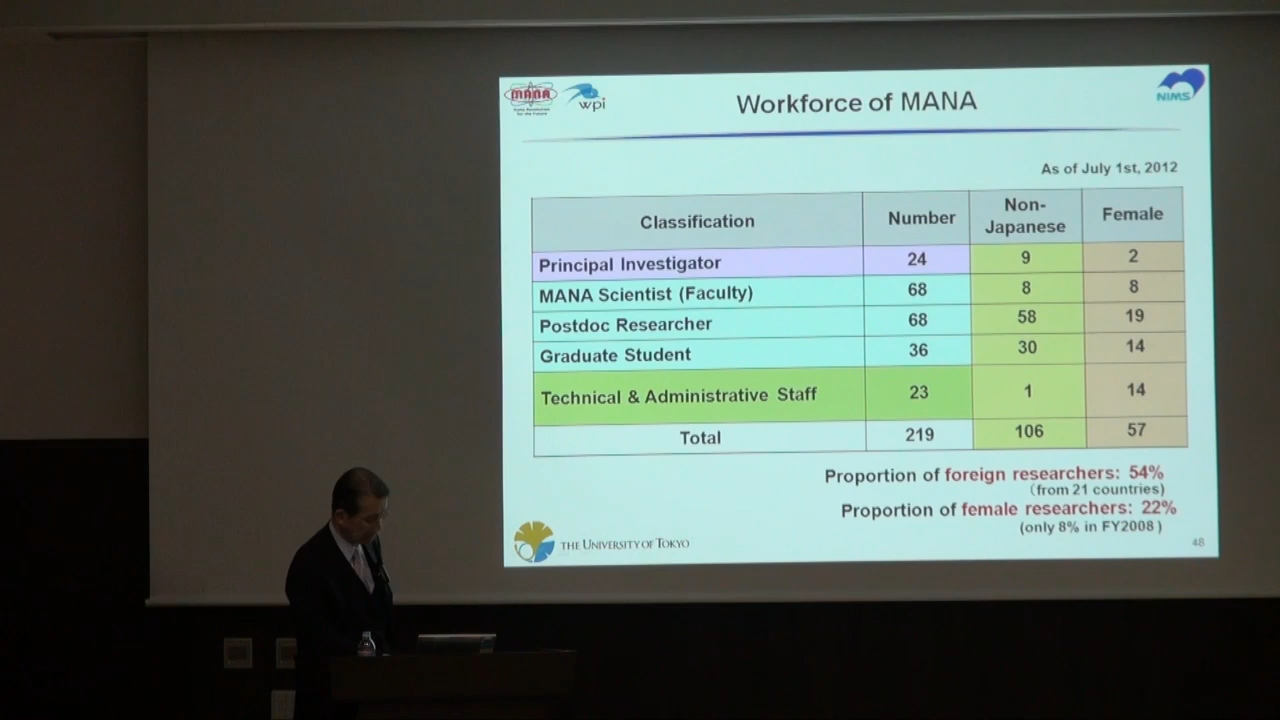 MANA
wpi
Workforce of MANA
NIMS
As of July 1st, 2012
Classification Number Non-Japanese Female
Principal Investigator 24 9 2
MANA Scientist (Faculty) 68 8 8
Postdoc Researcher 68 58 19
Graduate Student 36 30 14
Technical & Administrative Staff 23 1 14
Total 219 106 57
Proportion of foreign researchers: 54%
(from 21 countries)
Proportion of female researchers: 22%
(only 8% in FY2008)
THE UNIVERSITY OF TOKYO
48